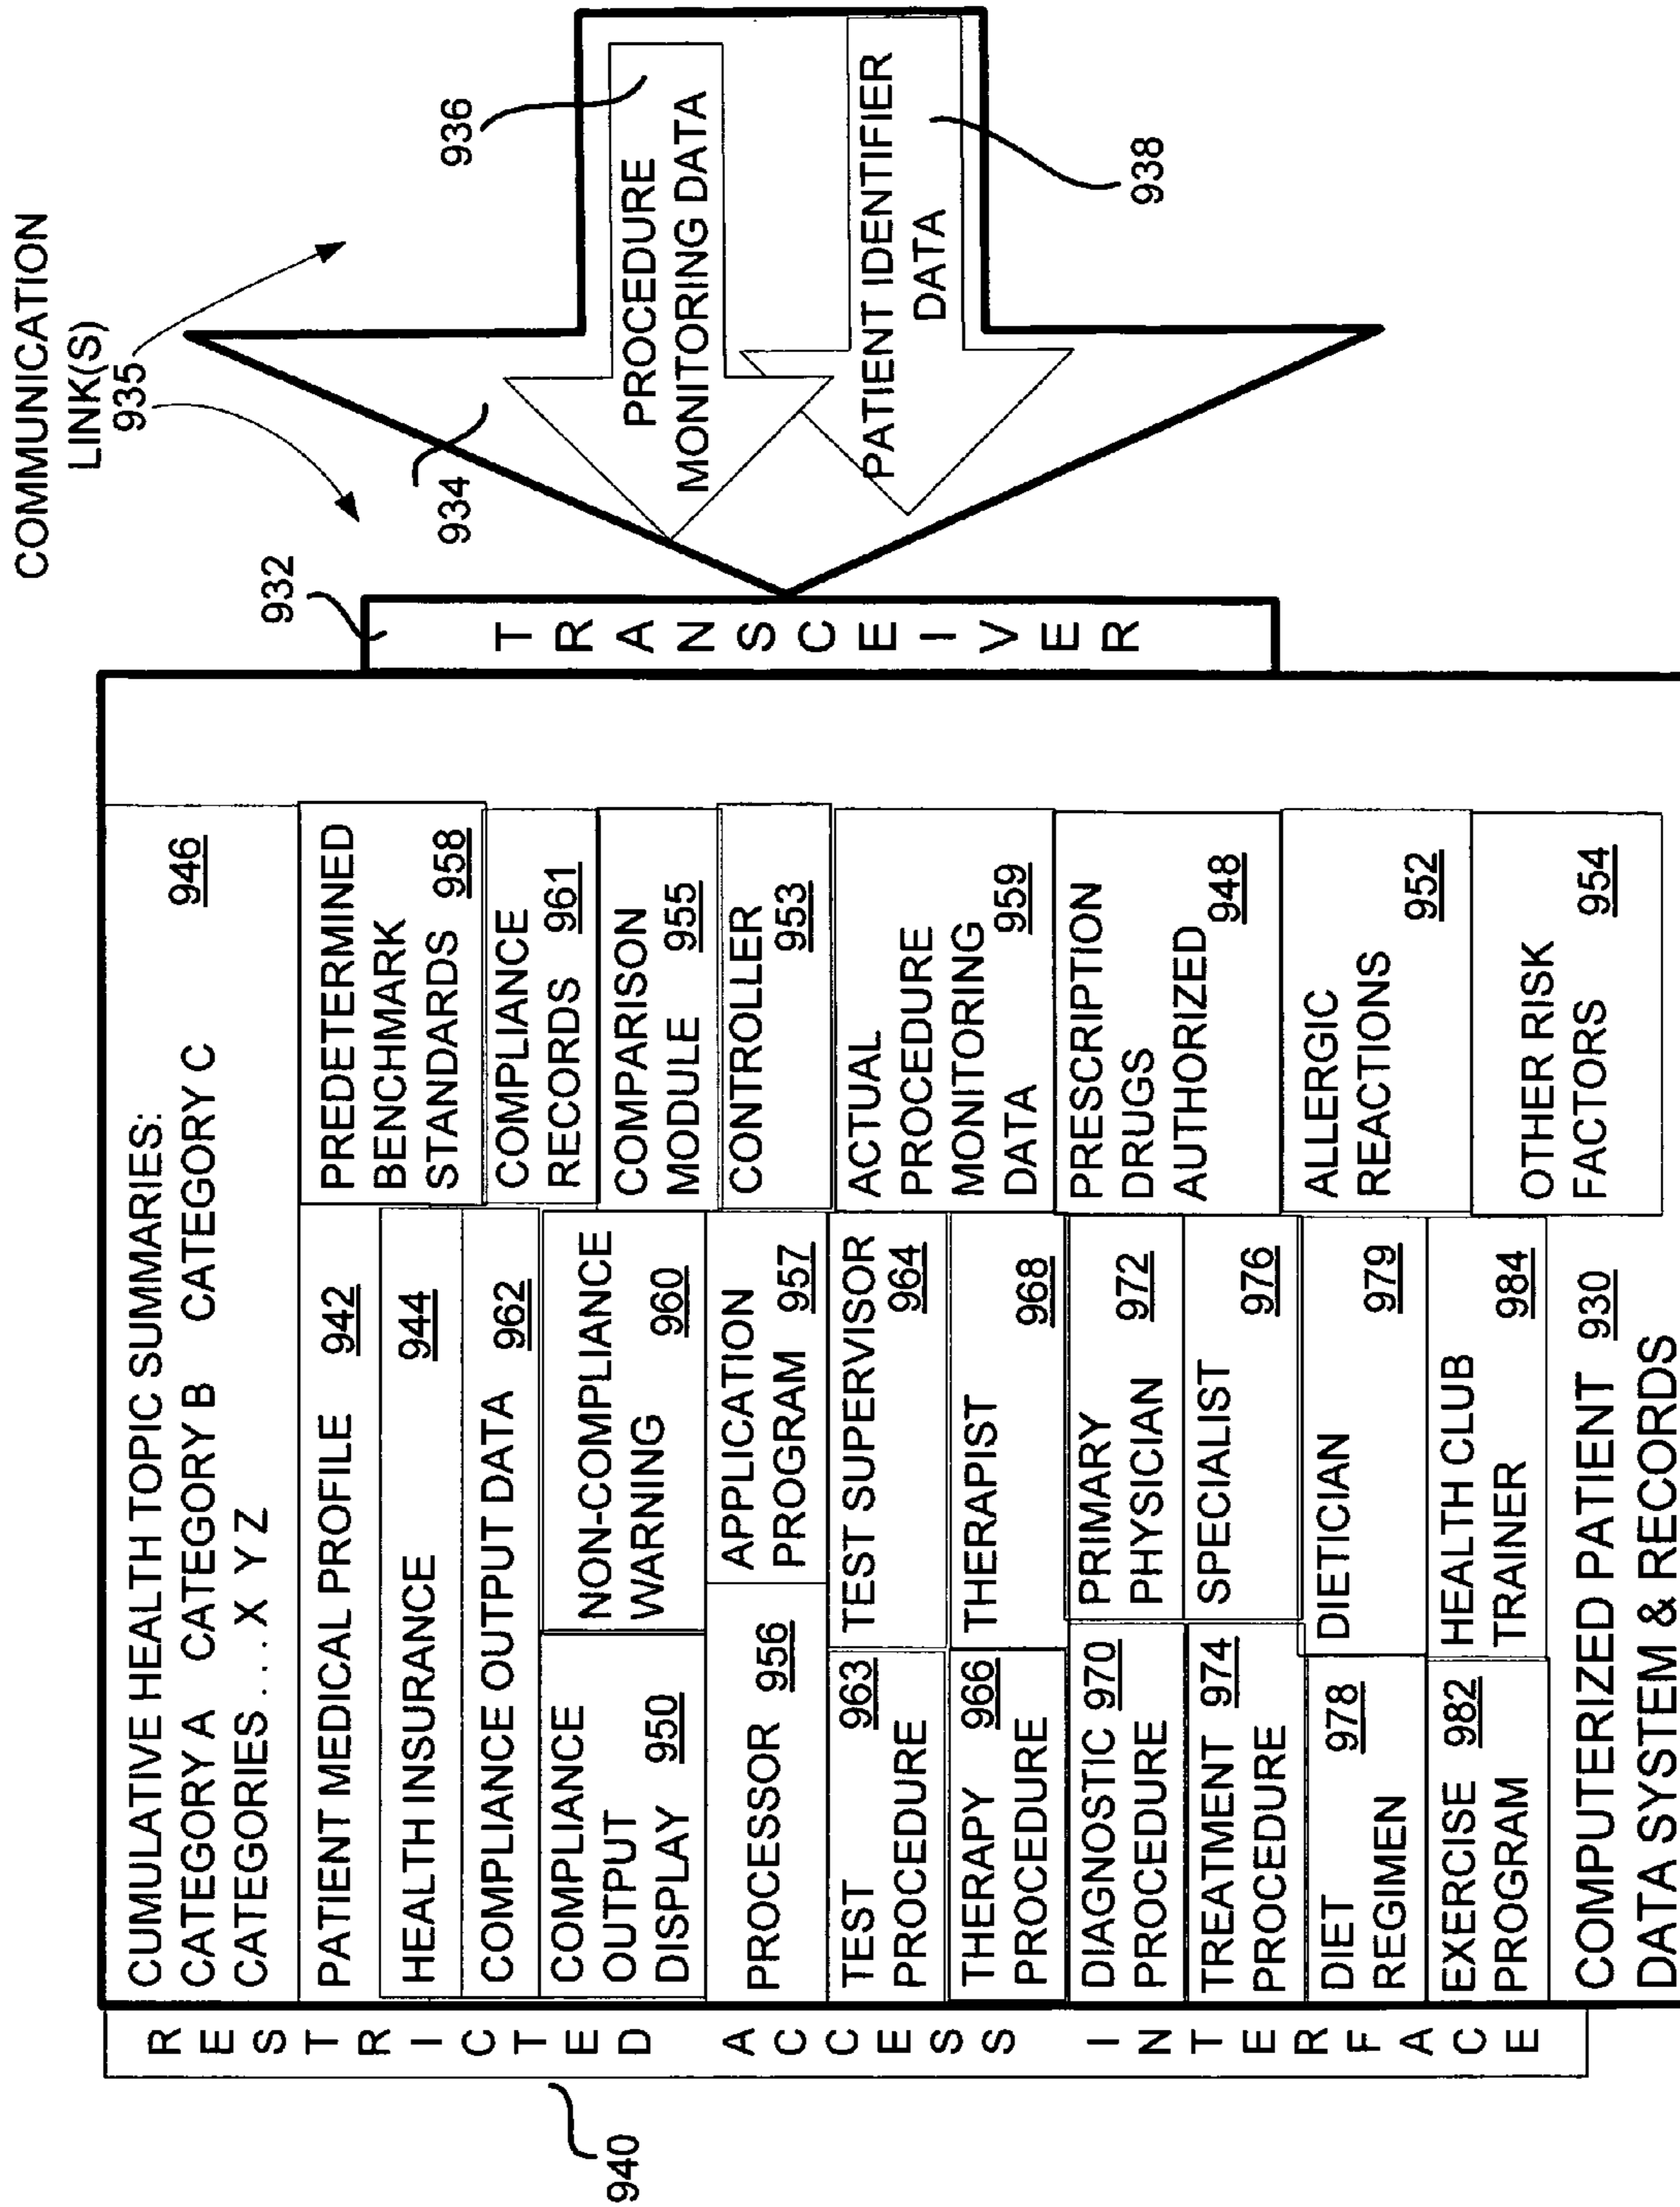 COMMUNICATION
LINK(S)
935
936
934
PROCEDURE
MONITORING DATA
PATIENT IDENTIFIER
DATA
938
932
TRANSCEIVER
CUMULATIVE HEALTH TOPIC SUMMARIES:
CATEGORY A CATEGORY B CATEGORY C
CATEGORIES . . . X Y Z
946
PATIENT MEDICAL PROFILE 942
HEALTH INSURANCE 944
COMPLIANCE OUTPUT DATA 962
COMPLIANCE
OUTPUT
DISPLAY 950
NON-COMPLIANCE
WARNING 960
PROCESSOR 956
APPLICATION
PROGRAM 957
TEST 963
PROCEDURE
TEST SUPERVISOR
964
THERAPY 966
PROCEDURE
THERAPIST
968
DIAGNOSTIC 970
PROCEDURE
PRIMARY
PHYSICIAN 972
TREATMENT 974
PROCEDURE
SPECIALIST
976
DIET 978
REGIMEN
DIETICIAN
979
EXERCISE 982
PROGRAM
HEALTH CLUB
TRAINER 984
PREDETERMINED
BENCHMARK
STANDARDS 958
COMPLIANCE
RECORDS 961
COMPARISON
MODULE 955
CONTROLLER
953
ACTUAL
PROCEDURE
MONITORING
DATA 959
PRESCRIPTION
DRUGS
AUTHORIZED
948
ALLERGIC
REACTIONS
952
OTHER RISK
FACTORS 954
COMPUTERIZED PATIENT 930
DATA SYSTEM & RECORDS
RESTRICTED ACCESS INTERFACE
940